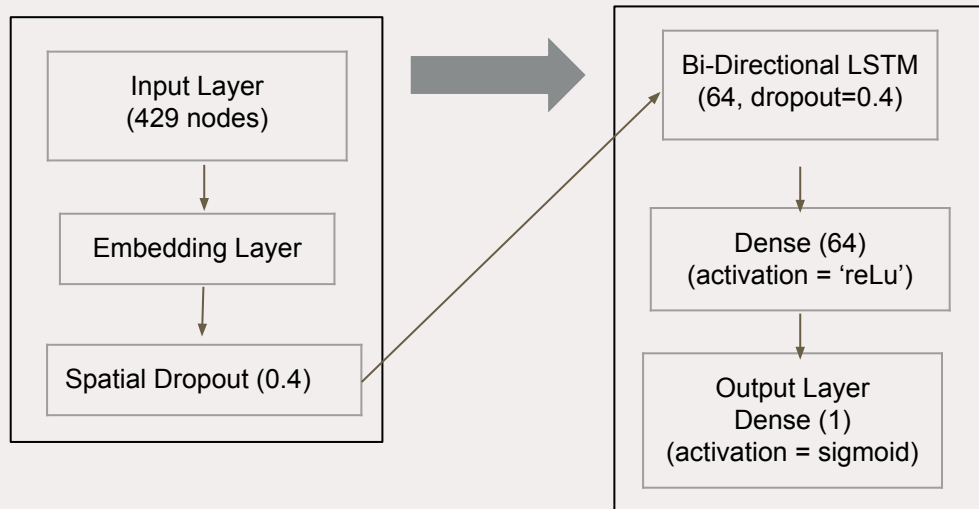 Input Layer
(429 nodes)
Embedding Layer
Spatial Dropout (0.4)
Bi-Directional LSTM
(64, dropout=0.4)
Dense (64)
(activation = ‘reLu’)
Output Layer
Dense (1)
(activation = sigmoid)